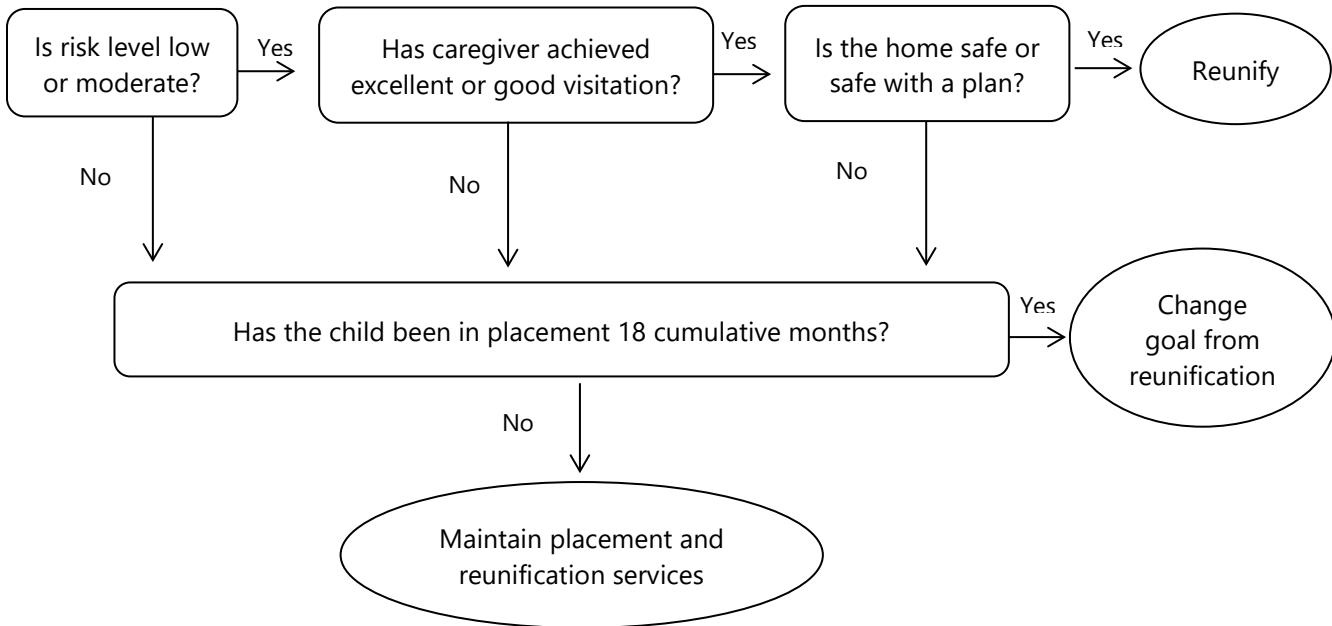 Is risk level low
or moderate?
Yes
Has caregiver achieved
excellent or good visitation?
Yes
Is the home safe or
safe with a plan?
Yes
Reunify
No
No
No
Has the child been in placement 18 cumulative months?
Yes
Change
goal from
reunification
No
Maintain placement and
reunification services